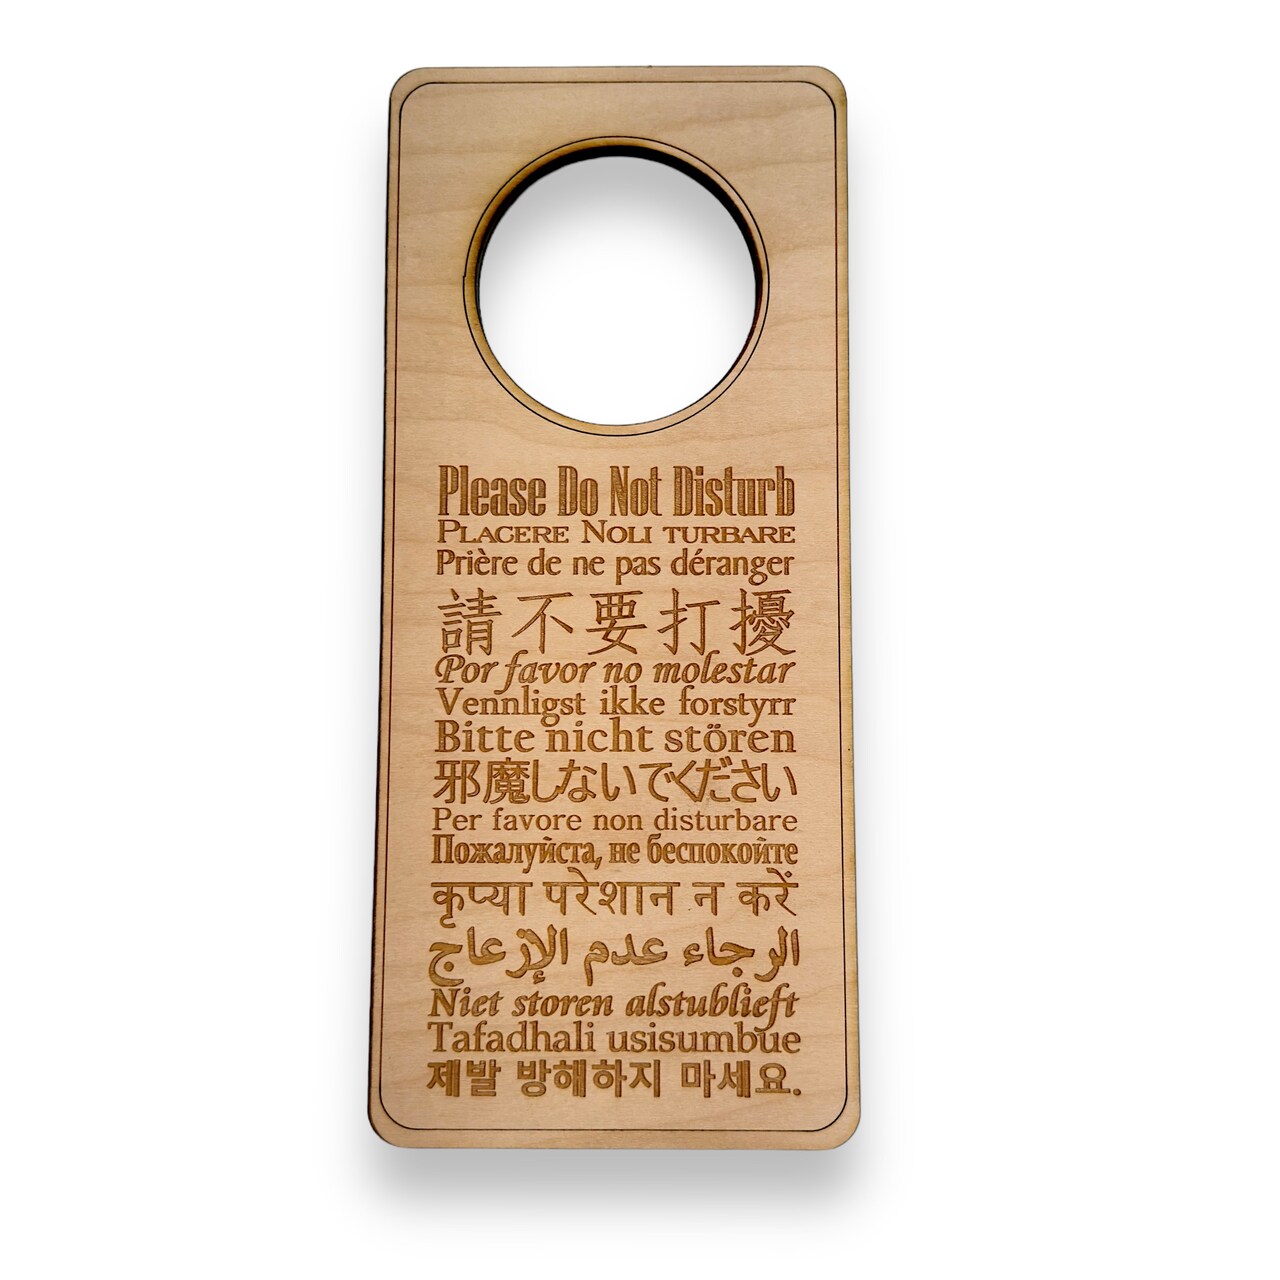 Please Do Not Disturb
Placere Noli turbare
Prière de ne pas déranger
請不要打擾
Por favor no molestar
Vennligst ikke forstyrr
Bitte nicht stören
邪魔しないでください
Per favore non disturbare
Пожалуйста, не беспокойте
कृप्या परेशान न करें
الرجاء عدم الإزعاج
Niet storen alstublieft
Tafadhali usisumbue
제발 방해하지 마세요.